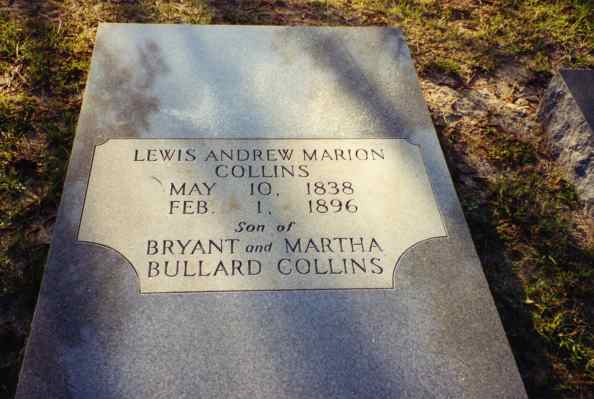 LEWIS ANDREW MARION
COLLINS
MAY 10, 1838
FEB. 1, 1896
Son of
BRYANT and MARTHA
BULLARD COLLINS